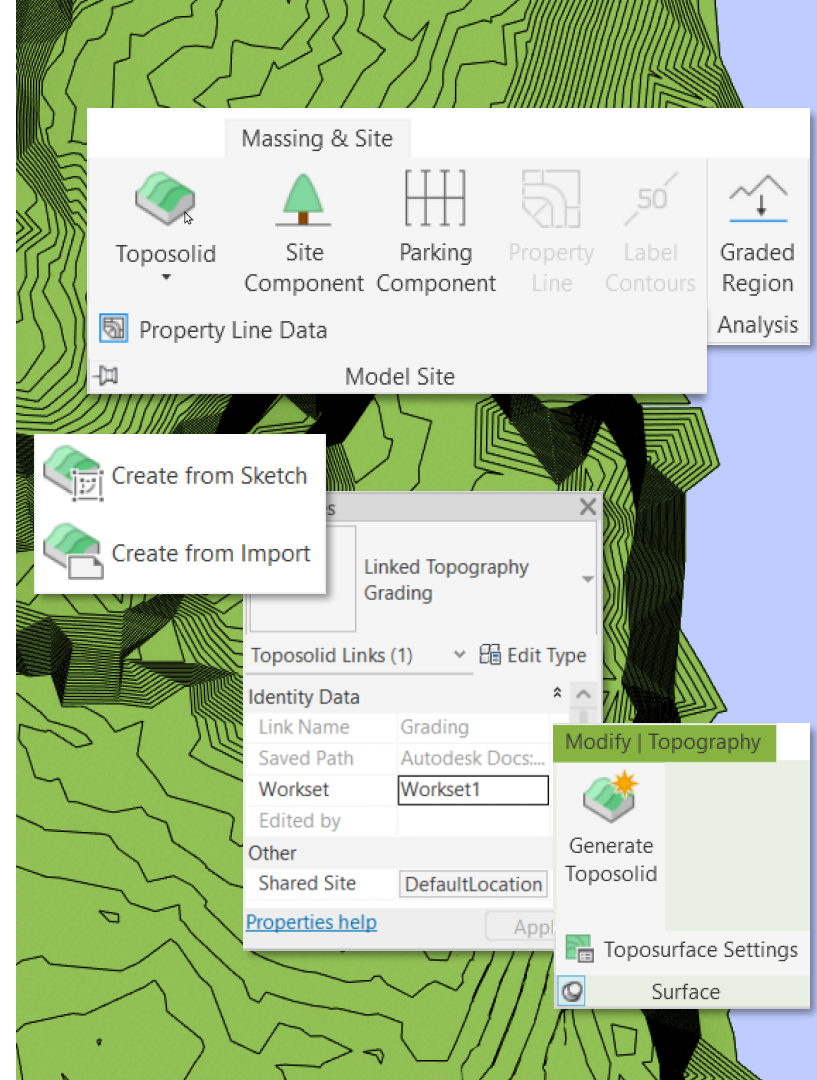 Massing & Site
Toposolid
Site
Component
Parking
Component
Property
Line
50
Label
Contours
Graded
Region
Property Line Data
Analysis
Model Site
Create from Sketch
Create from Import
Linked Topography
Grading
Toposolid Links (1)
Edit Type
Identity Data
Link Name Grading
Saved Path Autodesk Docs:...
Workset Workset1
Edited by
Other
Shared Site DefaultLocation
Properties help
Modify | Topography
Generate
Toposolid
Toposurface Settings
Surface